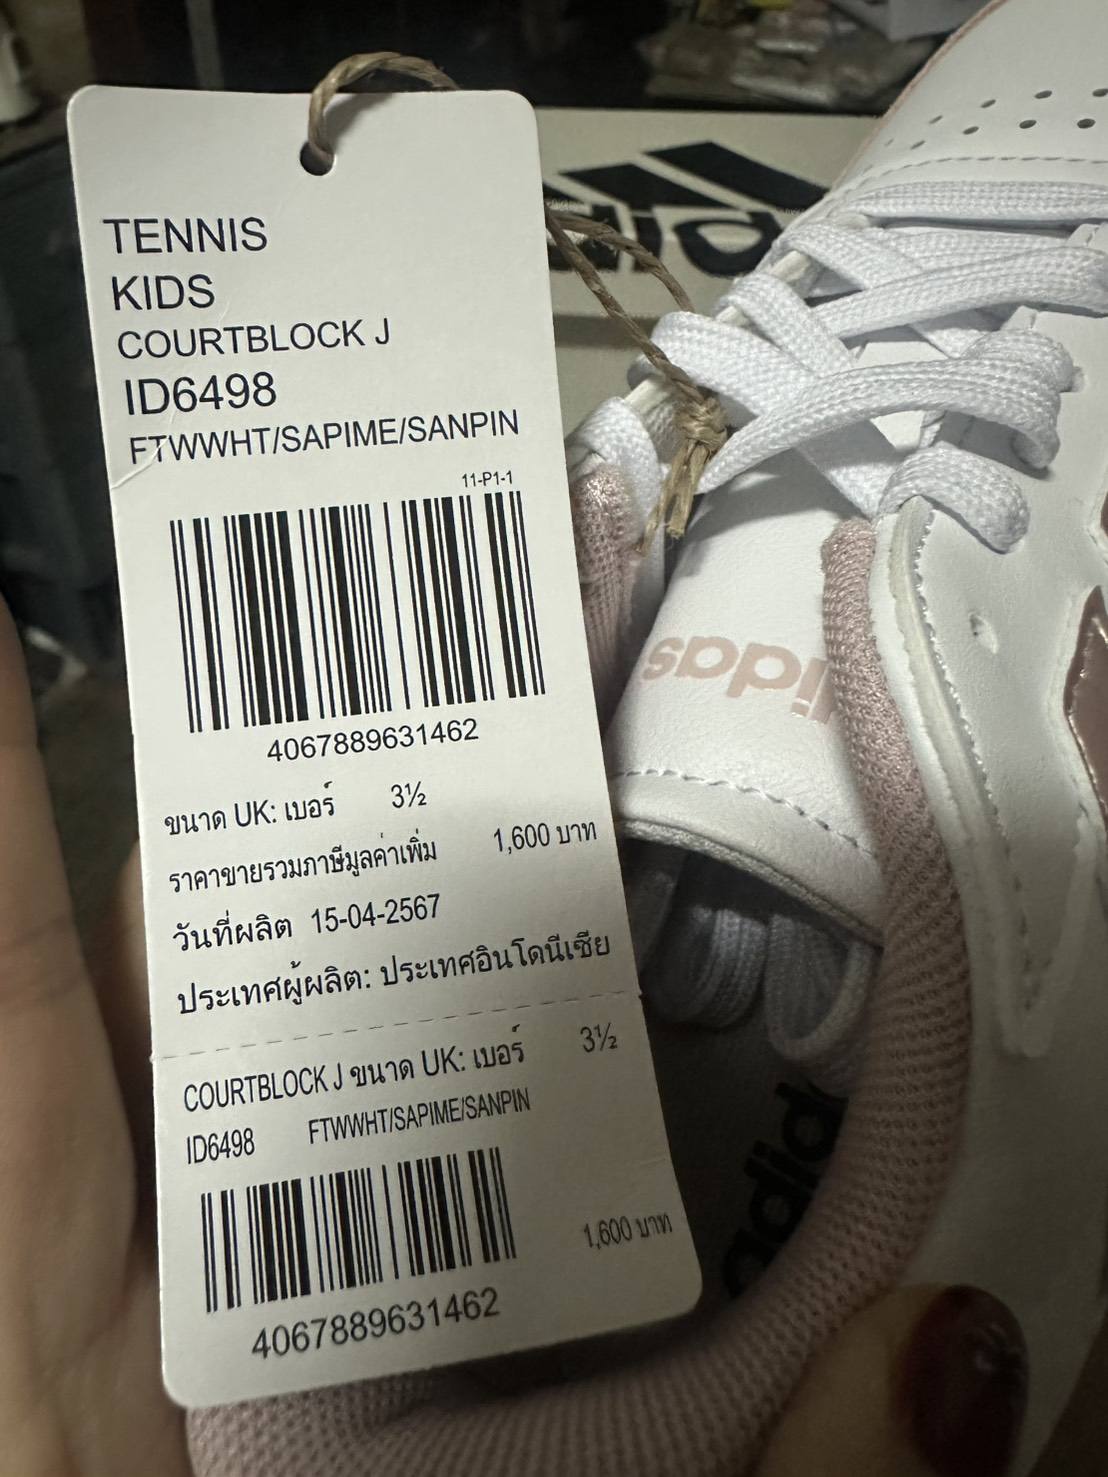 TENNIS
KIDS
COURTBLOCK J
ID6498
FTWWHT/SAPIME/SANPIN
11-P1-1
4067889631462
ขนาด UK: เบอร์ 3½
ราคาขายรวมภาษีมูลค่าเพิ่ม 1,600 บาท
วันที่ผลิต 15-04-2567
ประเทศผู้ผลิต: ประเทศอินโดนีเซีย
COURTBLOCK J ขนาด UK: เบอร์ 3½
ID6498 FTWWHT/SAPIME/SANPIN
1,600 บาท
4067889631462
adidas
adidas